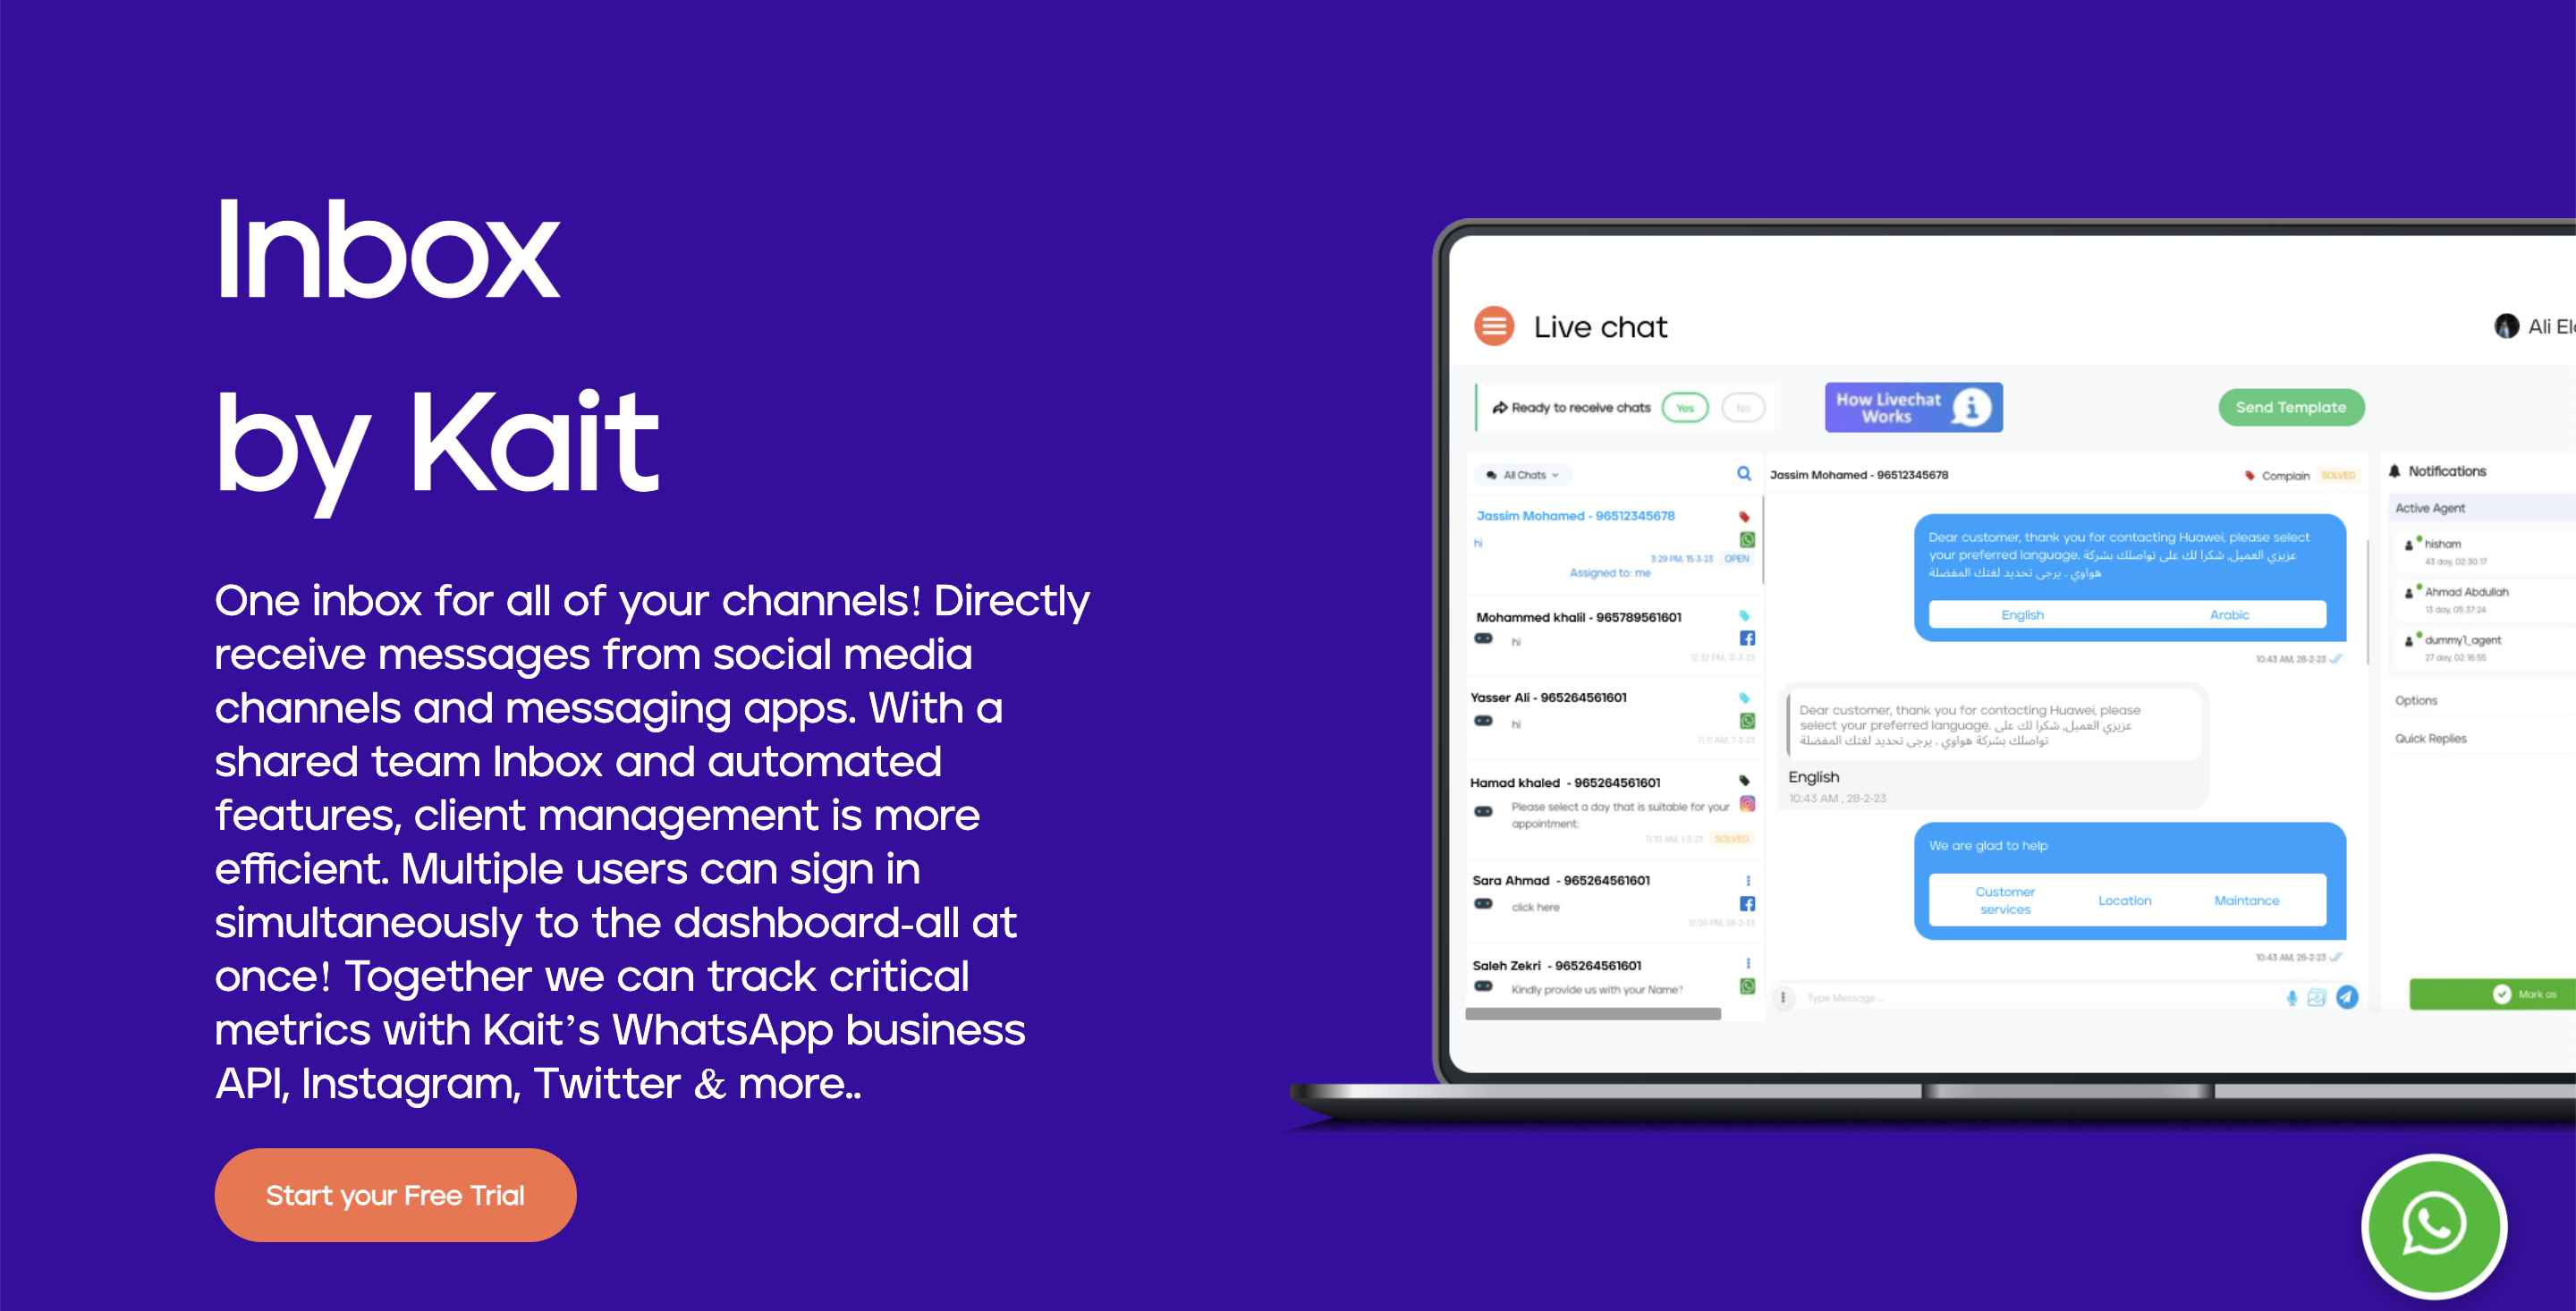 Inbox
by Kait
One inbox for all of your channels! Directly
receive messages from social media
channels and messaging apps. With a
shared team Inbox and automated
features, client management is more
efficient. Multiple users can sign in
simultaneously to the dashboard-all at
once! Together we can track critical
metrics with Kait’s WhatsApp business
API, Instagram, Twitter & more..
Start your Free Trial
Live chat
Ali El
Ready to receive chats Yes No
How Livechat
Works
Send Template
All Chats
Jassim Mohamed - 96512345678
hi
3:29 PM, 15-3-23 OPEN
Assigned to: me
Mohammed khalil - 965789561601
hi
12:32 PM, 12-3-23
Yasser Ali - 965264561601
hi
11:11 AM, 7-3-23
Hamad khaled - 965264561601
Please select a day that is suitable for your
appointment:
11:10 AM, 1-3-23 SOLVED
Sara Ahmad - 965264561601
click here
12:06 PM, 28-2-23
Saleh Zekri - 965264561601
Kindly provide us with your Name?
Jassim Mohamed - 96512345678
Complain SOLVED
Dear customer, thank you for contacting Huawei, please select
your preferred language. عزيزي العميل, شكرا لك على تواصلك بشركة
هواوي . يرجى تحديد لغتك المفضلة
English Arabic
10:43 AM, 28-2-23
Dear customer, thank you for contacting Huawei, please
select your preferred language. عزيزي العميل, شكرا لك على
تواصلك بشركة هواوي . يرجى تحديد لغتك المفضلة
English
10:43 AM , 28-2-23
We are glad to help
Customer
services
Location
Maintance
10:43 AM, 28-2-23
Type Message ...
Notifications
Active Agent
hisham
43 day, 02:30:17
Ahmad Abdullah
13 day, 05:37:24
dummy1_agent
27 day, 02:16:55
Options
Quick Replies
Mark as